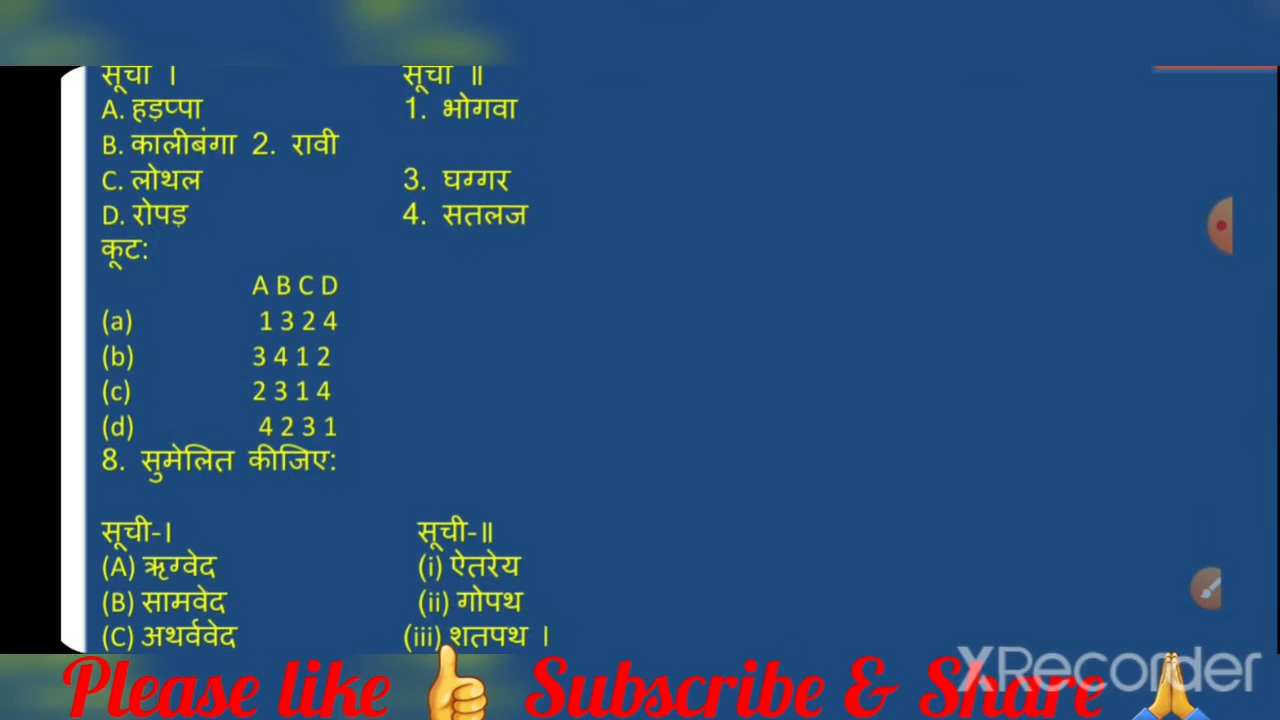 सूची I सूची II
A. हड़प्पा 1. भोगवा
B. कालीबंगा 2. रावी
C. लोथल 3. घग्गर
D. रोपड़ 4. सतलज
कूट:
A B C D
(a) 1 3 2 4
(b) 3 4 1 2
(c) 2 3 1 4
(d) 4 2 3 1
8. सुमेलित कीजिए:
सूची-I सूची-II
(A) ऋग्वेद (i) ऐतरेय
(B) सामवेद (ii) गोपथ
(C) अथर्ववेद (iii) शतपथ ।
Please like 👍 Subscribe & Share 🙏
XRecorder